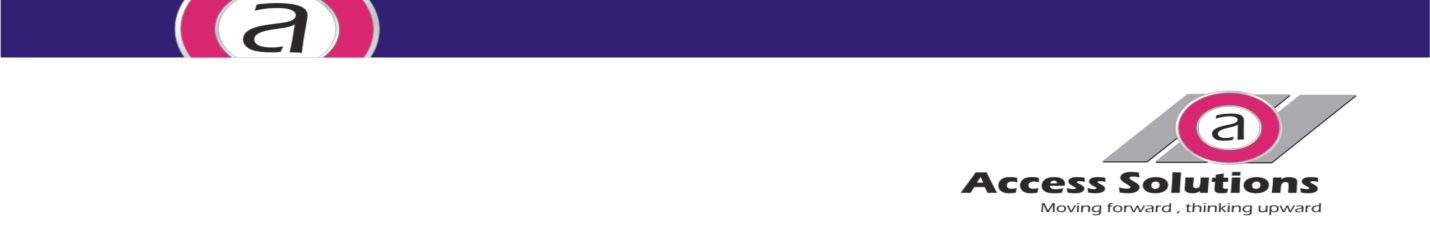 a
a
Access Solutions
Moving forward , thinking upward